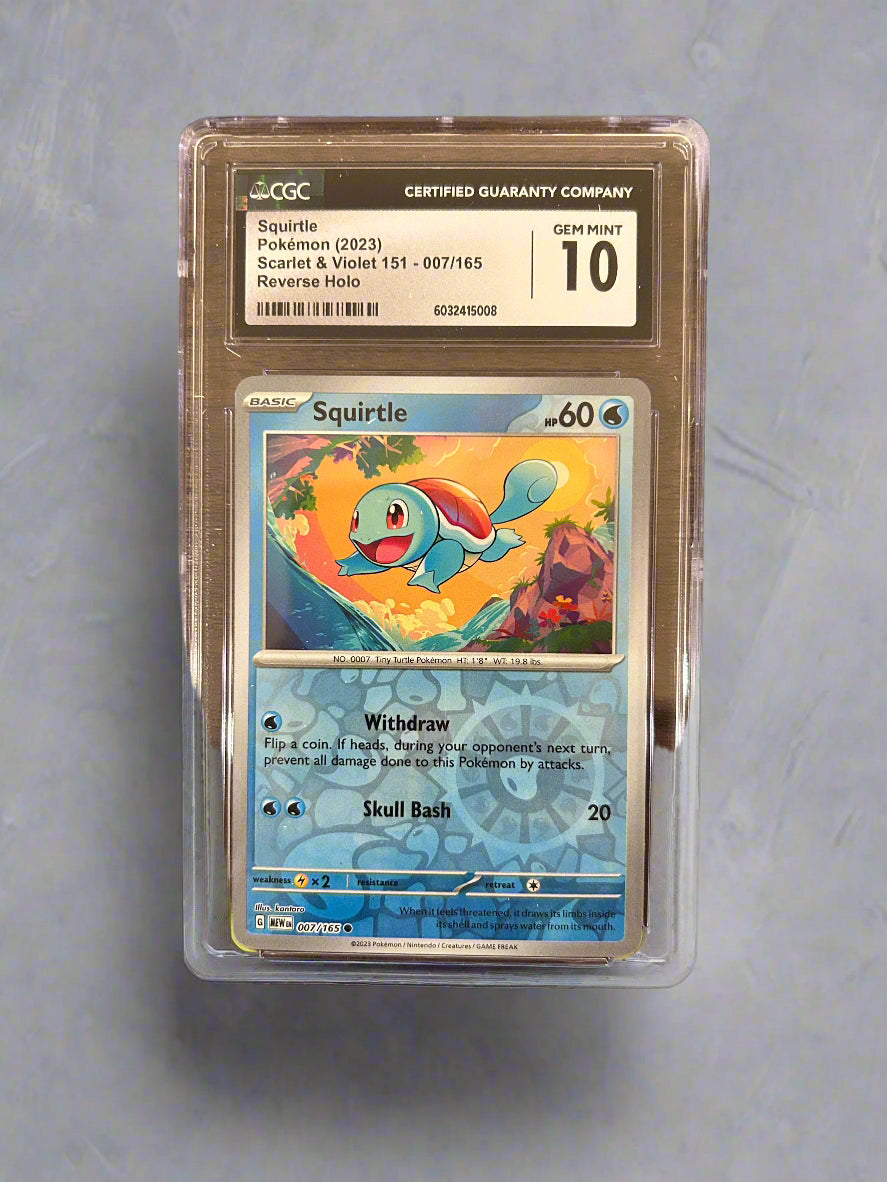 CGC CERTIFIED GUARANTY COMPANY
Squirtle
Pokémon (2023)
Scarlet & Violet 151 - 007/165
Reverse Holo
GEM MINT
10
6032415008
BASIC Squirtle HP 60
NO. 0007 Tiny Turtle Pokémon HT: 1'8" WT: 19.8 lbs.
Withdraw
Flip a coin. If heads, during your opponent's next turn,
prevent all damage done to this Pokémon by attacks.
Skull Bash 20
weakness ×2 resistance retreat
Illus. kantaro
G MEW EN 007/165
When it feels threatened, it draws its limbs inside
its shell and sprays water from its mouth.
©2023 Pokémon / Nintendo / Creatures / GAME FREAK